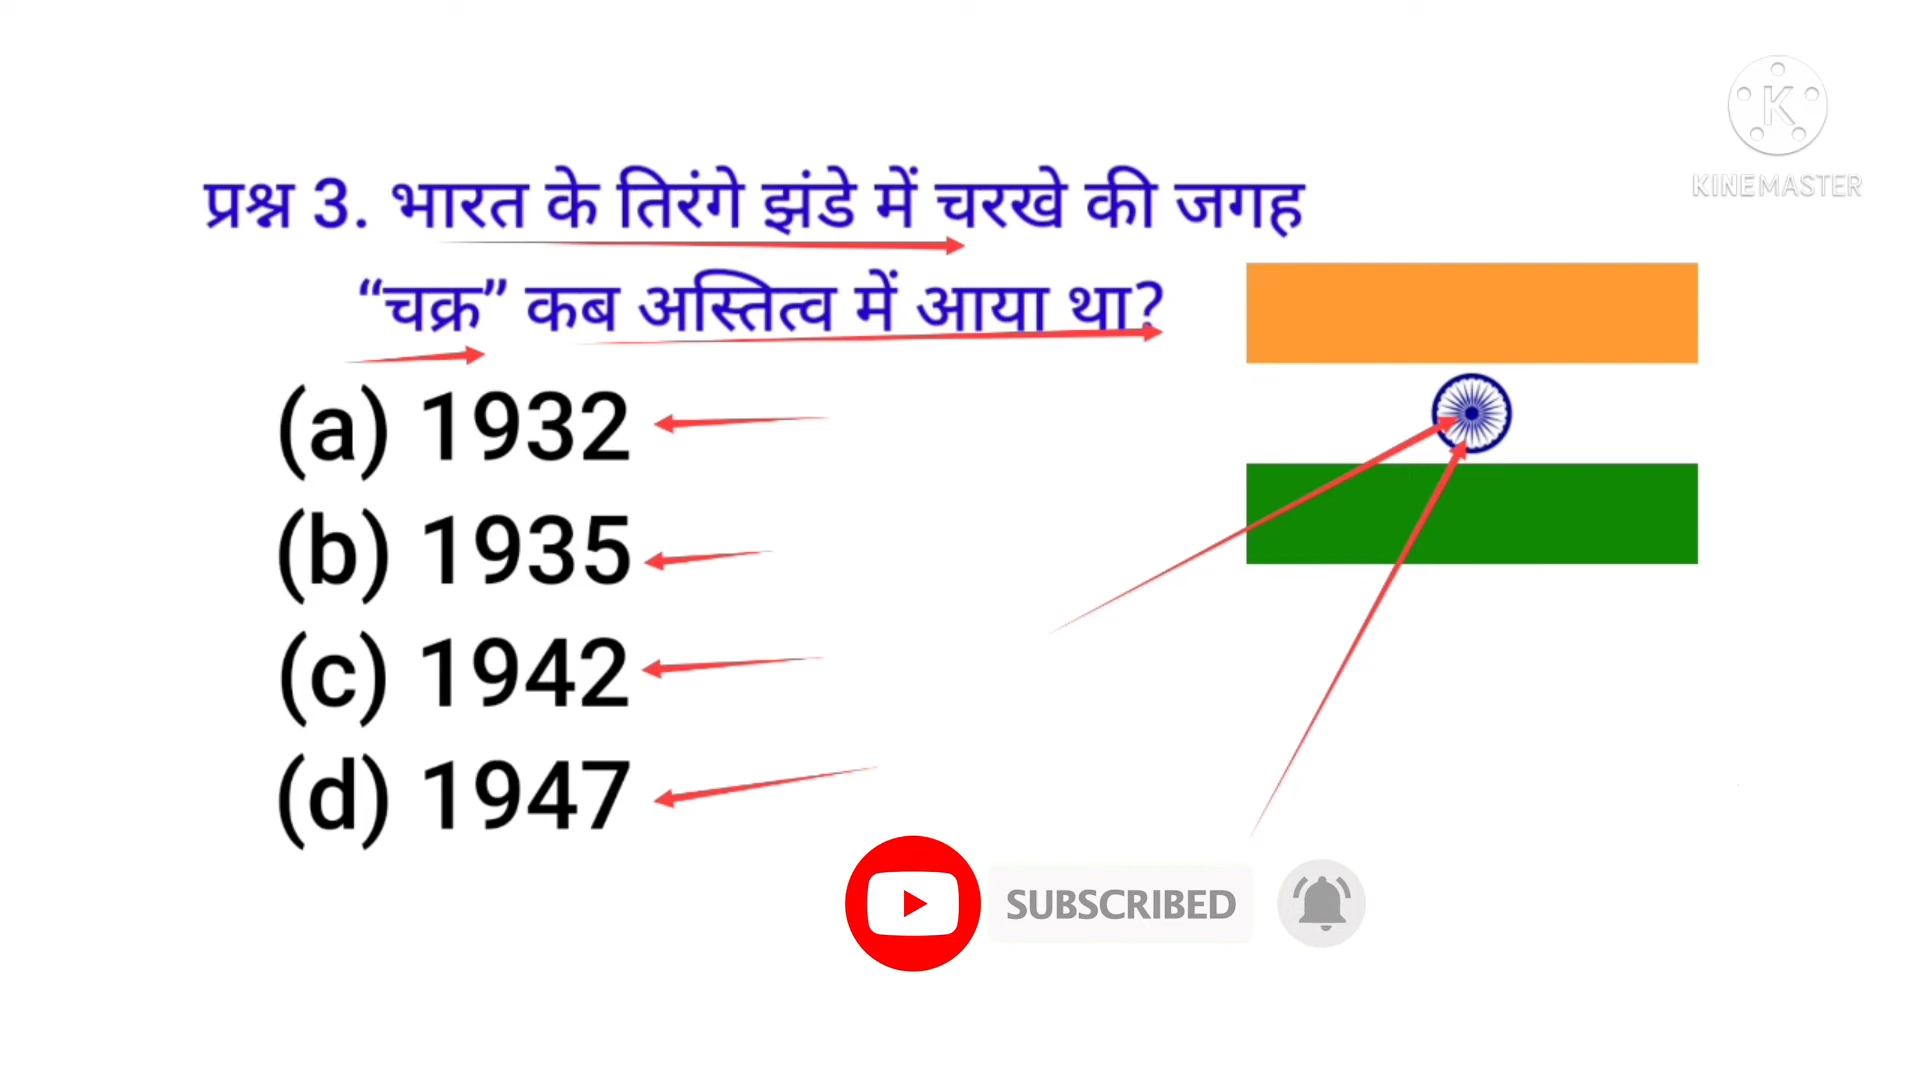 K
KINEMASTER
प्रश्न 3. भारत के तिरंगे झंडे में चरखे की जगह
“चक्र” कब अस्तित्व में आया था?
(a) 1932
(b) 1935
(c) 1942
(d) 1947
SUBSCRIBED